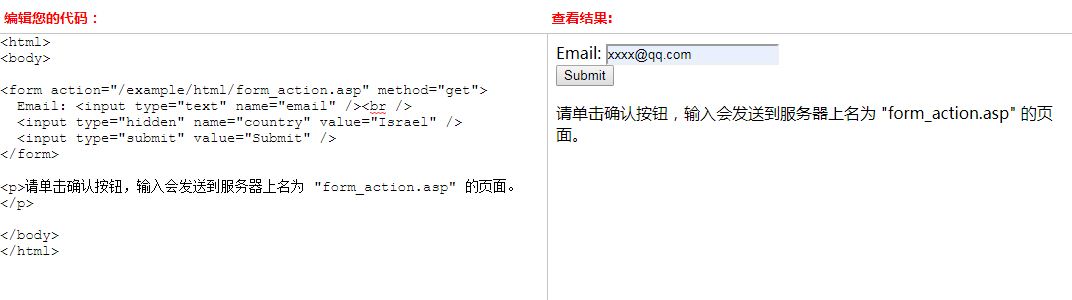 编辑您的代码：
<html>
<body>
<form action="/example/html/form_action.asp" method="get">
Email: <input type="text" name="email" /><br />
<input type="hidden" name="country" value="Israel" />
<input type="submit" value="Submit" />
</form>
<p>请单击确认按钮，输入会发送到服务器上名为 "form_action.asp" 的页面。
</p>
</body>
</html>
查看结果:
Email: xxxx@qq.com
Submit
请单击确认按钮，输入会发送到服务器上名为 "form_action.asp" 的页
面。